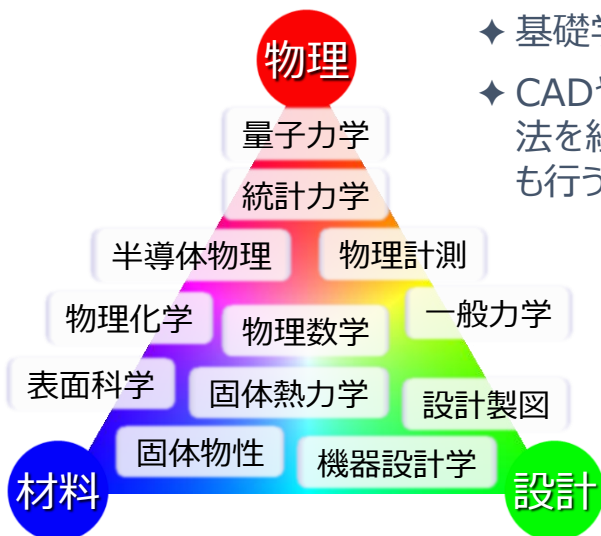 物理
量子力学
統計力学
半導体物理
物理計測
物理化学
物理数学
一般力学
表面科学
固体熱力学
設計製図
固体物性
機器設計学
材料
設計
✦ 基礎
✦ CAD
法を
も行う